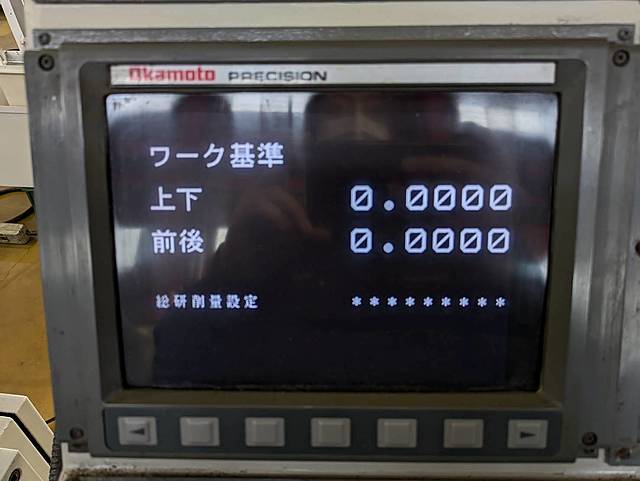 Okamoto PRECISION
ワーク基準
上下 0.0000
前後 0.0000
総研削量設定 *********